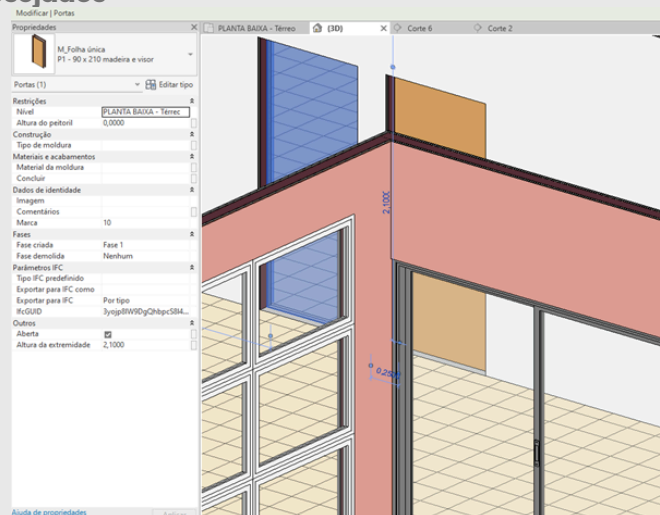 Modificar | Portas
Propriedades
PLANTA BAIXA - Térreo
{3D}
Corte 6
Corte 2
M_Folha única
P1 - 90 x 210 madeira e visor
Portas (1)
Editar tipo
Restrições
Nível PLANTA BAIXA - Térrec
Altura do peitoril 0,0000
Construção
Tipo de moldura
Materiais e acabamentos
Material da moldura
Concluir
Dados de identidade
Imagem
Comentários
Marca 10
Fases
Fase criada Fase 1
Fase demolida Nenhum
Parâmetros IFC
Tipo IFC predefinido
Exportar para IFC como
Exportar para IFC Por tipo
IfcGUID
Outros
Aberta
Altura da extremidade 2,1000
Ajuda de propriedades
Aplicar